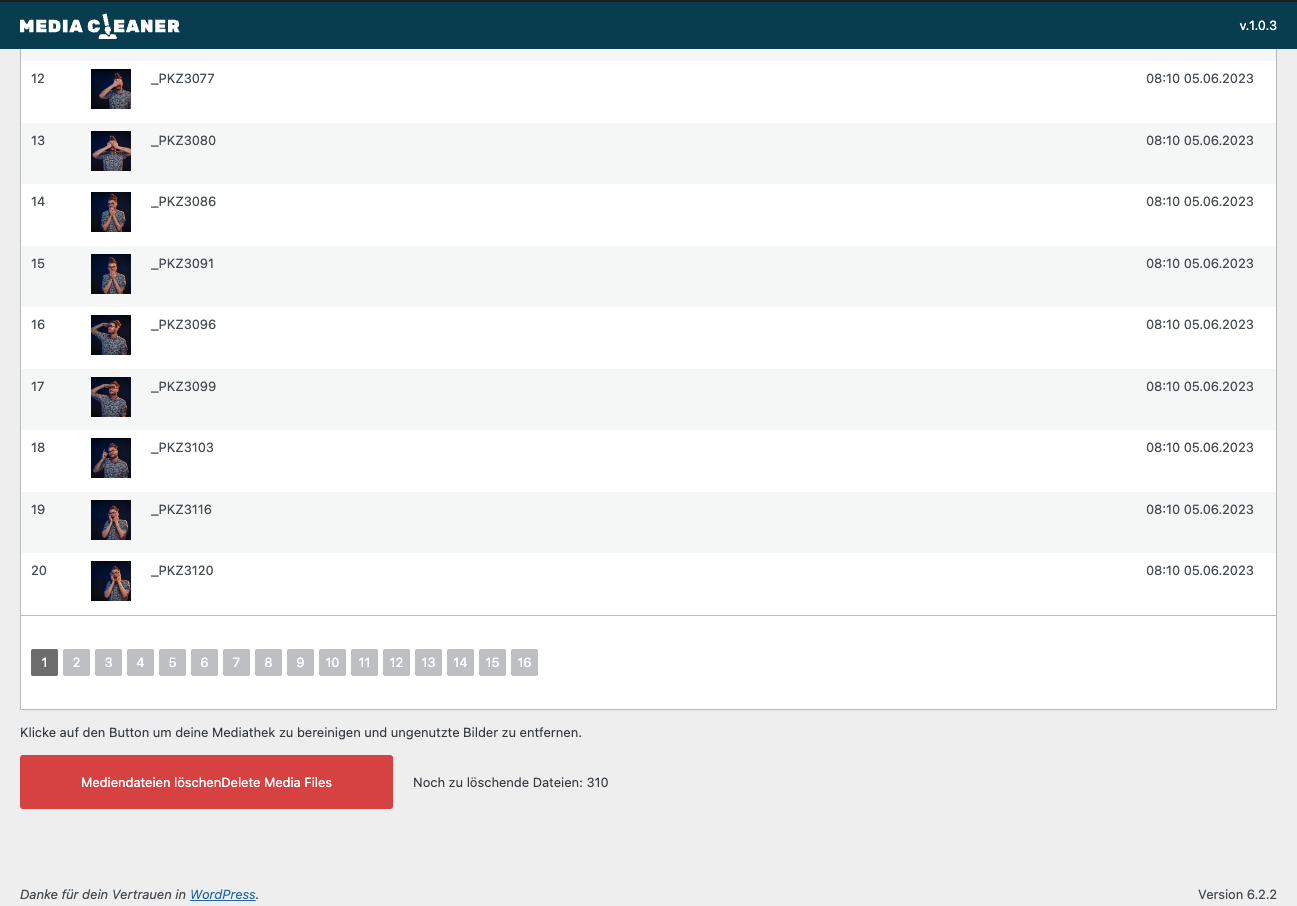 MEDIA CLEANER v.1.0.3
12 _PKZ3077 08:10 05.06.2023
13 _PKZ3080 08:10 05.06.2023
14 _PKZ3086 08:10 05.06.2023
15 _PKZ3091 08:10 05.06.2023
16 _PKZ3096 08:10 05.06.2023
17 _PKZ3099 08:10 05.06.2023
18 _PKZ3103 08:10 05.06.2023
19 _PKZ3116 08:10 05.06.2023
20 _PKZ3120 08:10 05.06.2023
1 2 3 4 5 6 7 8 9 10 11 12 13 14 15 16
Klicke auf den Button um deine Mediathek zu bereinigen und ungenutzte Bilder zu entfernen.
Mediendateien löschenDelete Media Files Noch zu löschende Dateien: 310
Danke für dein Vertrauen in WordPress. Version 6.2.2